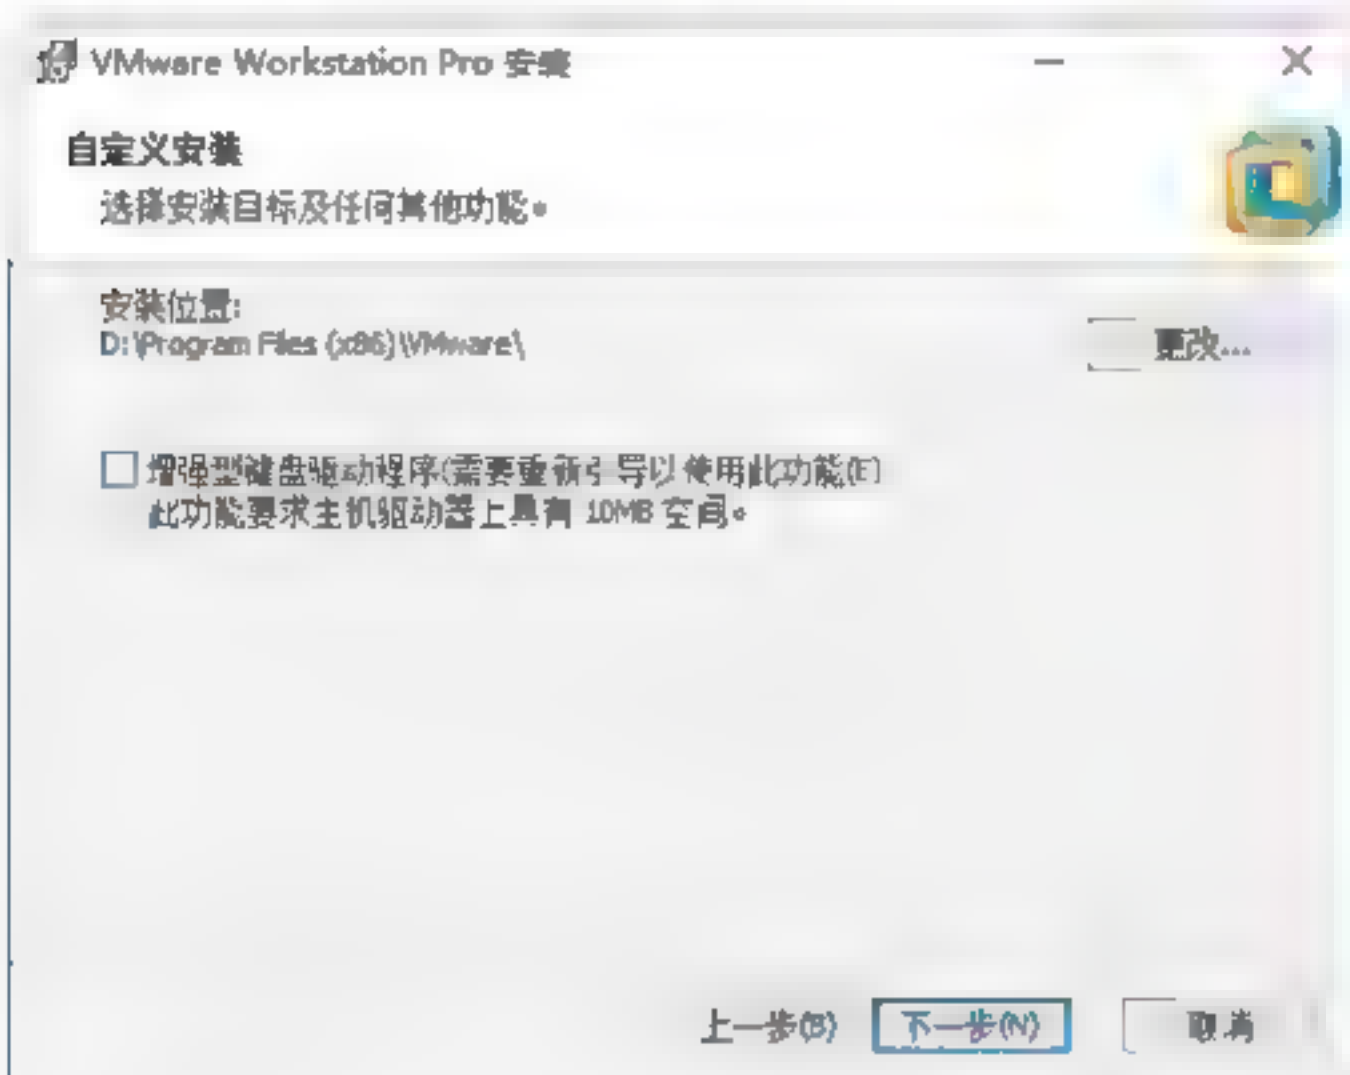 VMware Workstation Pro 安装
自定义安装
选择安装目标及任何其他功能。
安装位置:
D:\Program Files (x86)\VMware\
更改...
增强型键盘驱动程序(需要重新引导以使用此功能(E)
此功能要求主机驱动器上具有 10MB 空间。
上一步(B)
下一步(N)
取消